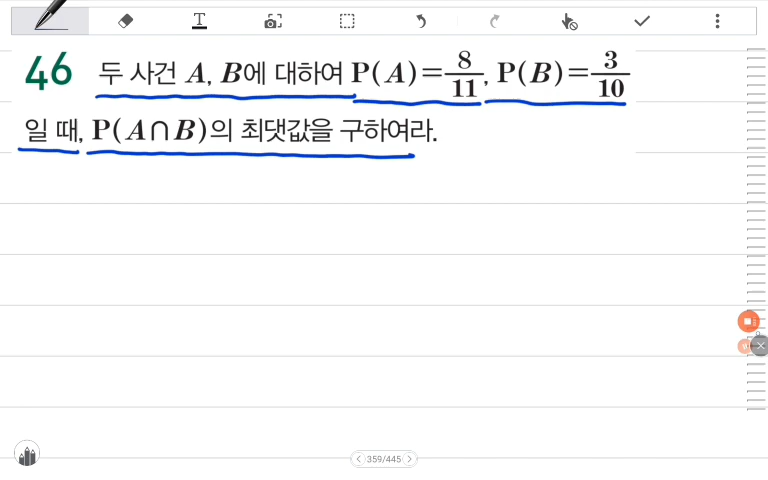 T
46 두 사건 A, B에 대하여 P(A)=8/11, P(B)=3/10
일 때, P(A∩B)의 최댓값을 구하여라.
359/445